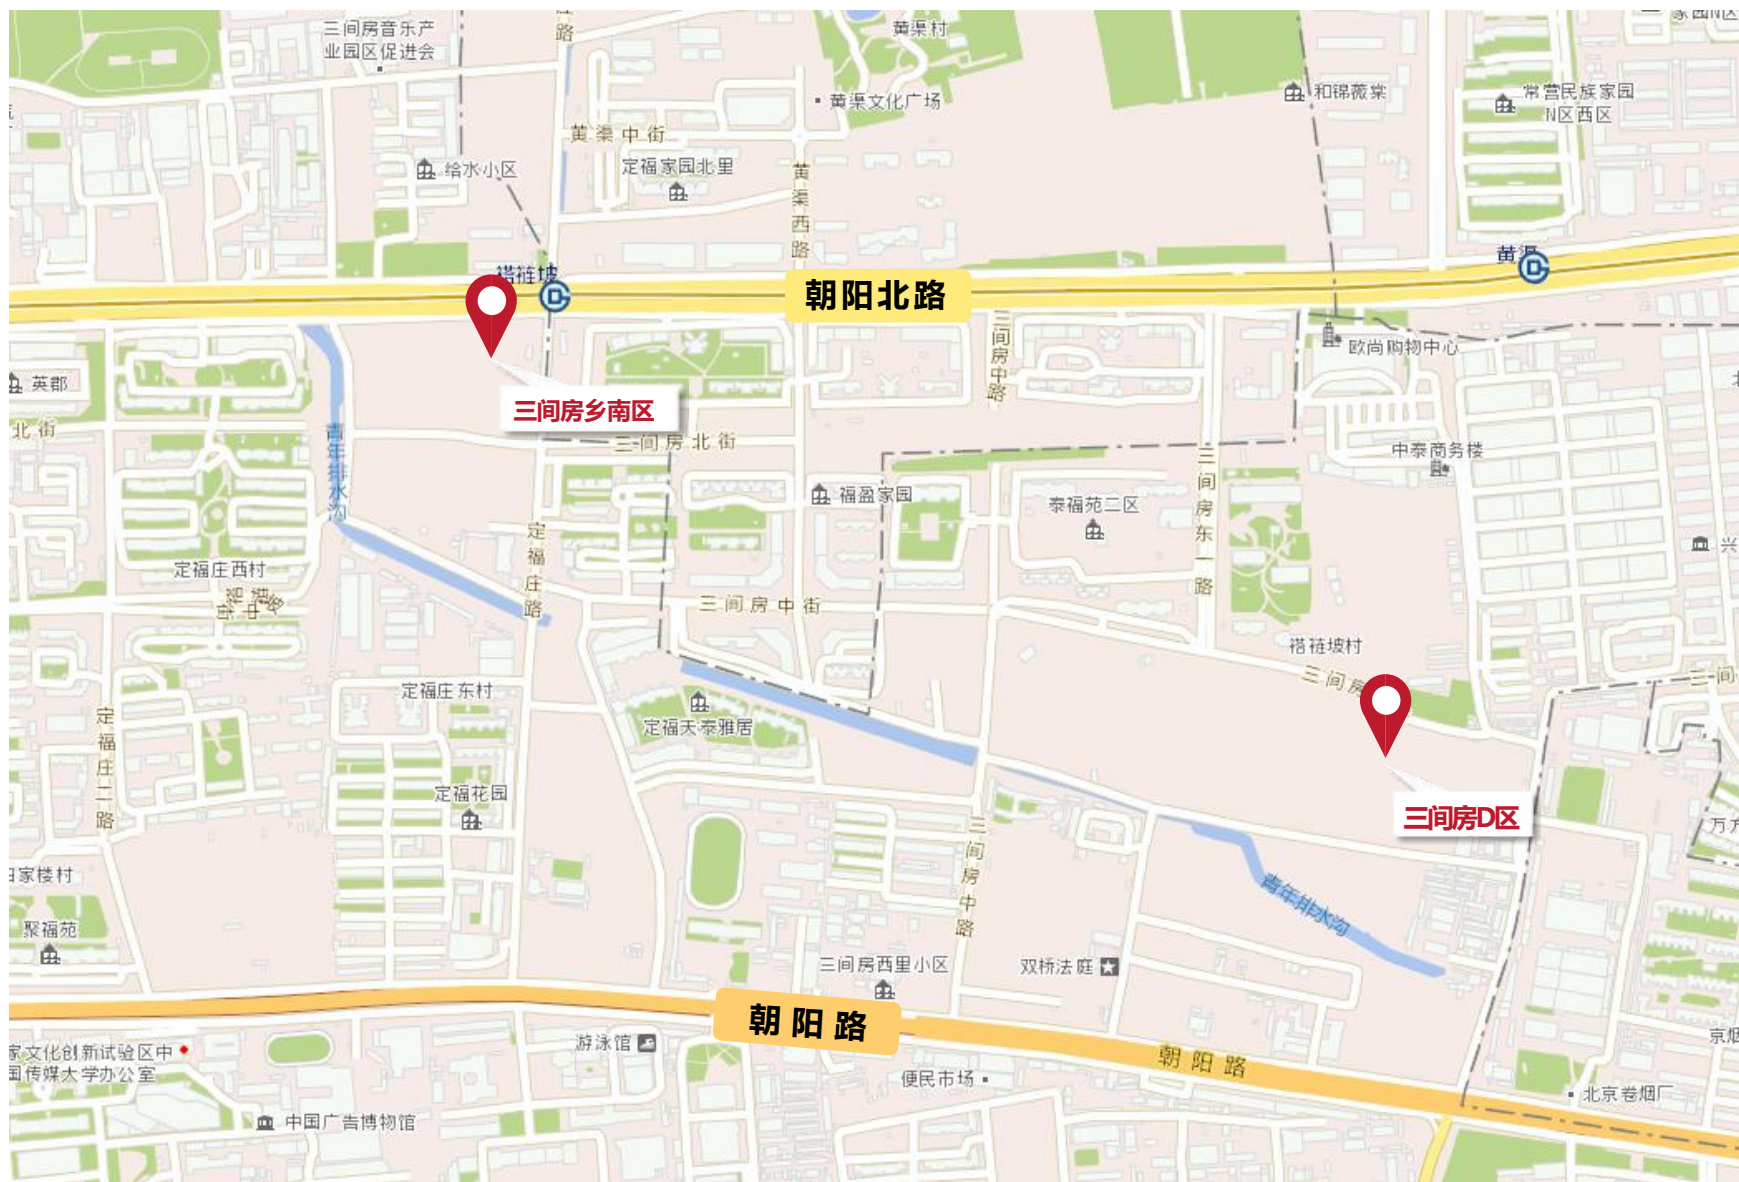 三间房音乐产
业园区促进会
路
黄渠村
黄渠文化广场
和锦薇棠
常营民族家园
N区西区
黄渠中街
给水小区
定福家园北里
黄渠西路
褡裢坡
黄渠
朝阳北路
三间房中路
欧尚购物中心
英郡
三间房乡南区
北街
青年排水沟
三间房北街
中泰商务楼
三间房东一路
福盈家园
泰福苑二区
定福庄路
兴
定福庄西村
三间房中街
褡裢坡村
三间房
三间
定福庄东村
定福庄二路
定福天泰雅居
定福花园
三间房D区
万方
三间房中路
家楼村
青年排水沟
聚福苑
三间房西里小区
双桥法庭
朝阳路
游泳馆
朝阳路
京烟
家文化创新试验区中
国传媒大学办公室
便民市场
北京卷烟厂
中国广告博物馆